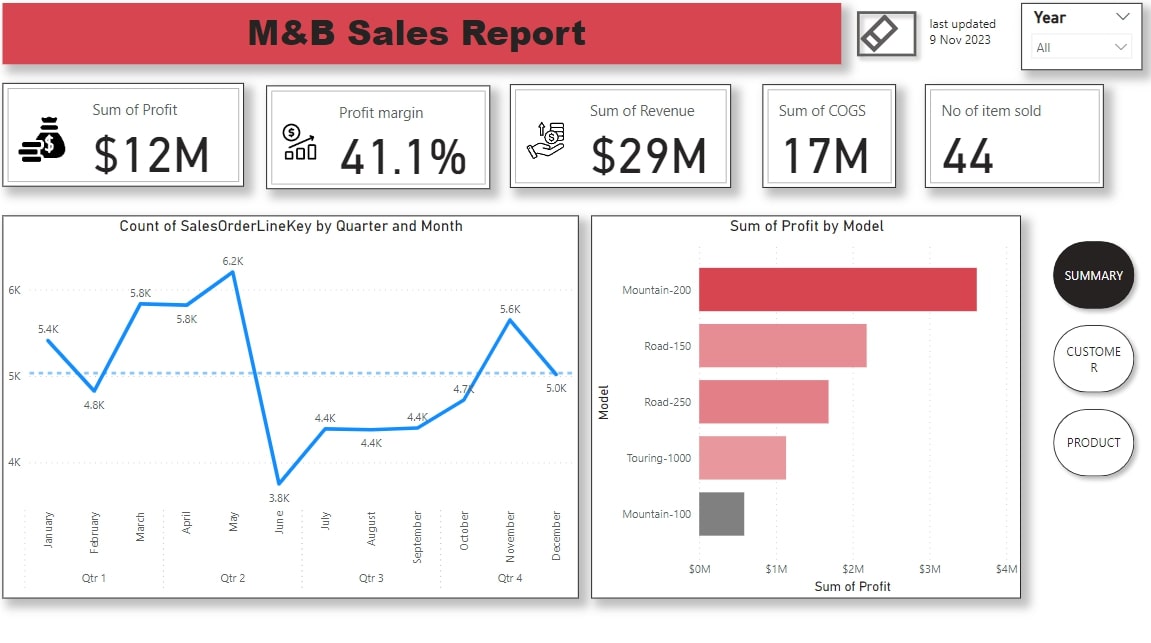 M&B Sales Report
last updated
9 Nov 2023
Year
All
Sum of Profit
$12M
Profit margin
41.1%
Sum of Revenue
$29M
Sum of COGS
17M
No of item sold
44
Count of SalesOrderLineKey by Quarter and Month
6K
5K
4K
5.4K
4.8K
5.8K
5.8K
6.2K
3.8K
4.4K
4.4K
4.4K
4.7K
5.6K
5.0K
January
February
March
April
May
June
July
August
September
October
November
December
Qtr 1
Qtr 2
Qtr 3
Qtr 4
Sum of Profit by Model
Model
Mountain-200
Road-150
Road-250
Touring-1000
Mountain-100
$0M
$1M
$2M
$3M
$4M
Sum of Profit
SUMMARY
CUSTOME
R
PRODUCT